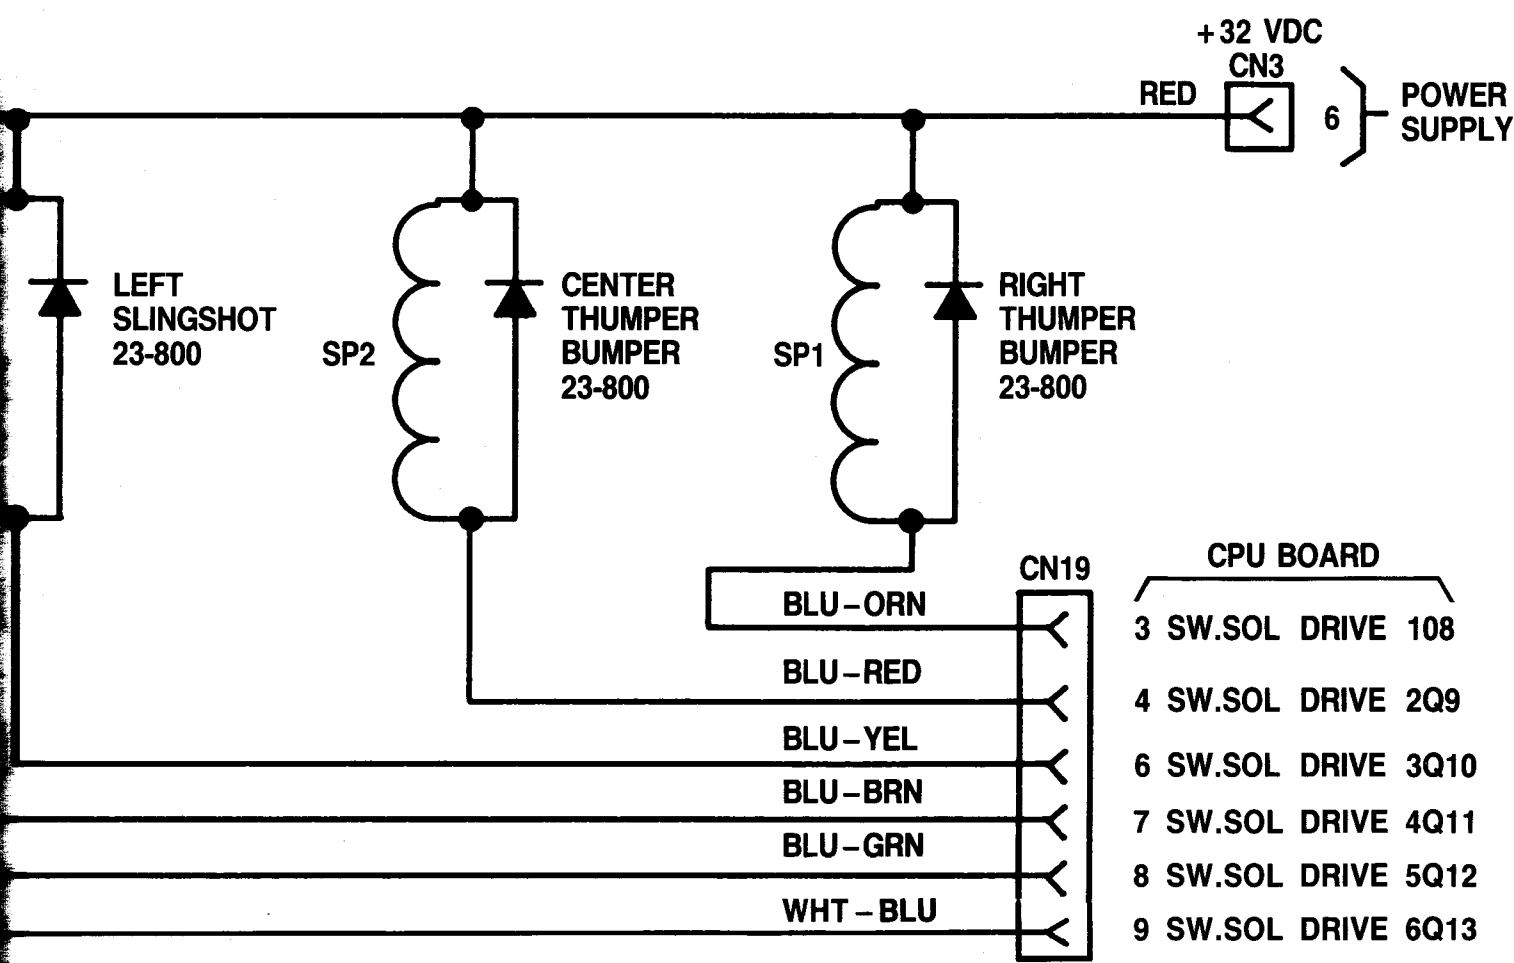 +32 VDC
CN3
RED
6
POWER
SUPPLY
LEFT
SLINGSHOT
23-800
SP2
CENTER
THUMPER
BUMPER
23-800
SP1
RIGHT
THUMPER
BUMPER
23-800
CN19
CPU BOARD
BLU-ORN
3 SW.SOL DRIVE 108
BLU-RED
4 SW.SOL DRIVE 2Q9
BLU-YEL
6 SW.SOL DRIVE 3Q10
BLU-BRN
7 SW.SOL DRIVE 4Q11
BLU-GRN
8 SW.SOL DRIVE 5Q12
WHT-BLU
9 SW.SOL DRIVE 6Q13